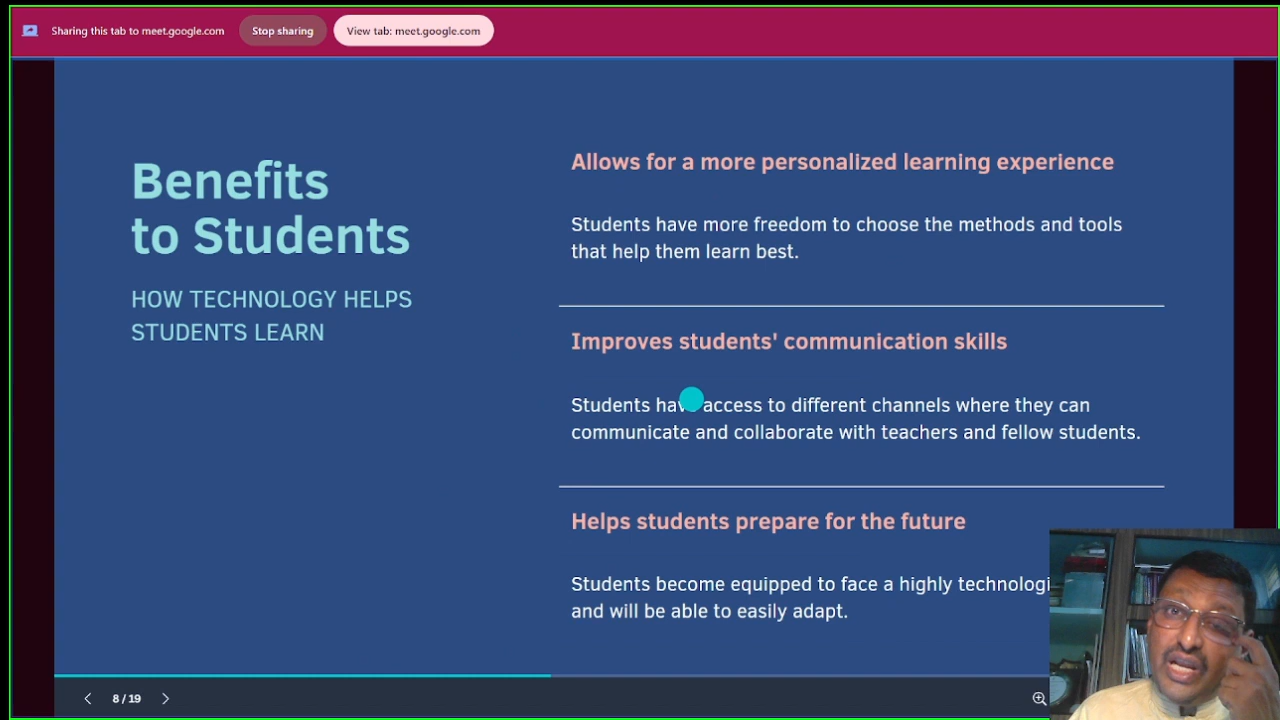 Sharing this tab to meet.google.com Stop sharing View tab: meet.google.com
Benefits
to Students
HOW TECHNOLOGY HELPS
STUDENTS LEARN
Allows for a more personalized learning experience
Students have more freedom to choose the methods and tools
that help them learn best.
Improves students' communication skills
Students have access to different channels where they can
communicate and collaborate with teachers and fellow students.
Helps students prepare for the future
Students become equipped to face a highly
and will be able to easily adapt.
8 / 19